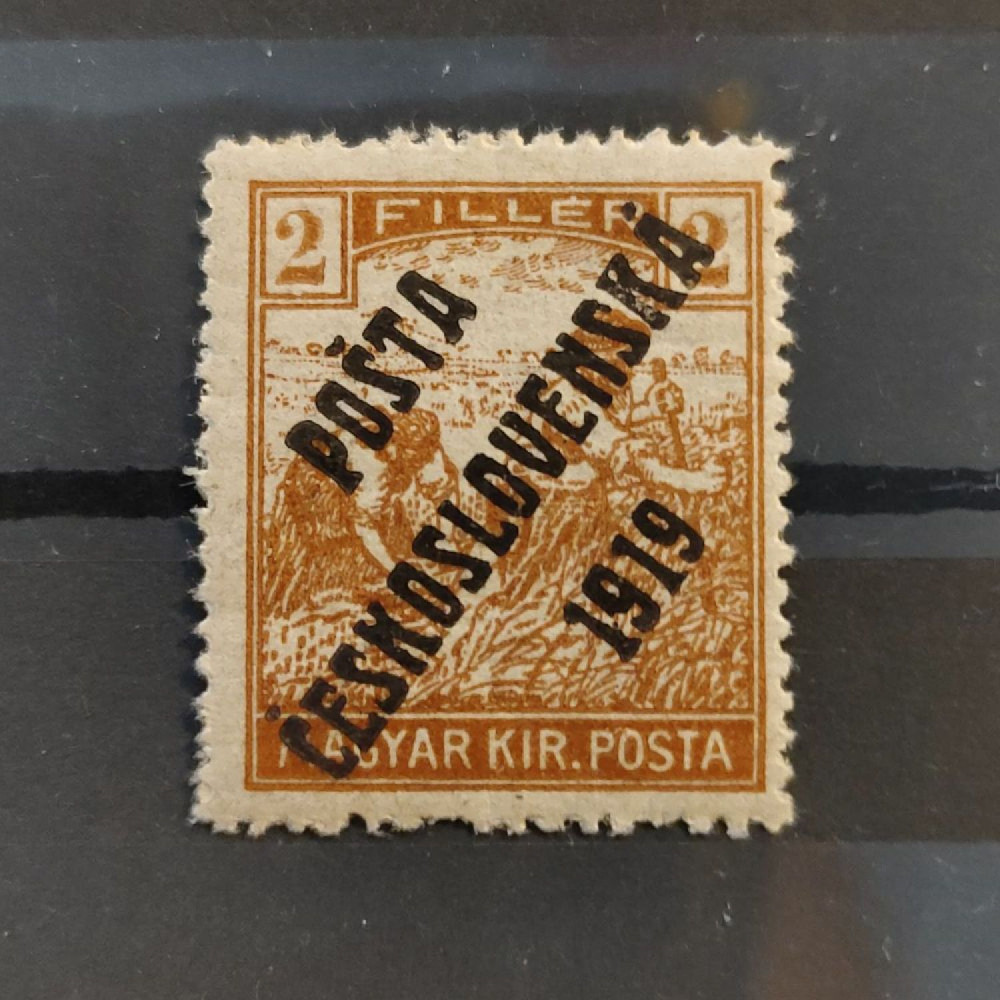 2 FILLÉR 2
POŠTA
ČESKOSLOVENSKÁ
1919
MAGYAR KIR. POSTA